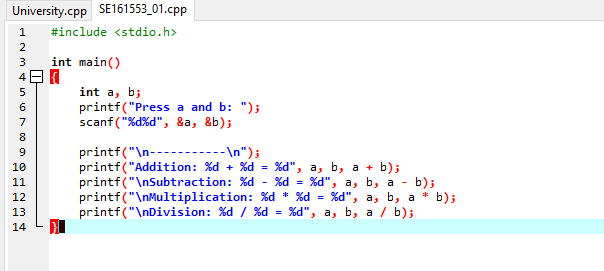 University.cpp SE161553_01.cpp
1 #include <stdio.h>
2
3 int main()
4 {
5 int a, b;
6 printf("Press a and b: ");
7 scanf("%d%d", &a, &b);
8
9 printf("\n-----------\n");
10 printf("Addition: %d + %d = %d", a, b, a + b);
11 printf("\nSubtraction: %d - %d = %d", a, b, a - b);
12 printf("\nMultiplication: %d * %d = %d", a, b, a * b);
13 printf("\nDivision: %d / %d = %d", a, b, a / b);
14 }